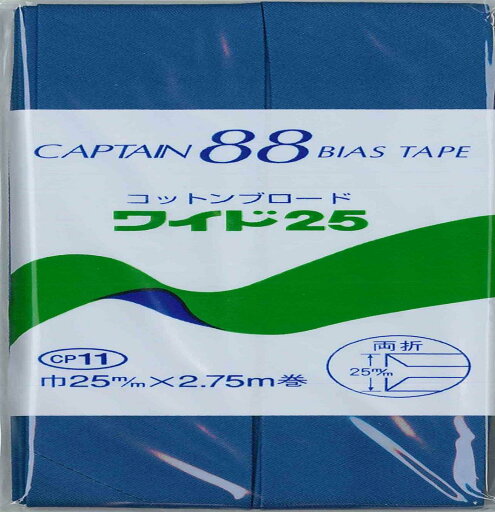 CAPTAIN 88 BIAS TAPE
コットンブロード
ワイド25
CP11
巾25m/m×2.75m巻
両折
25m/m